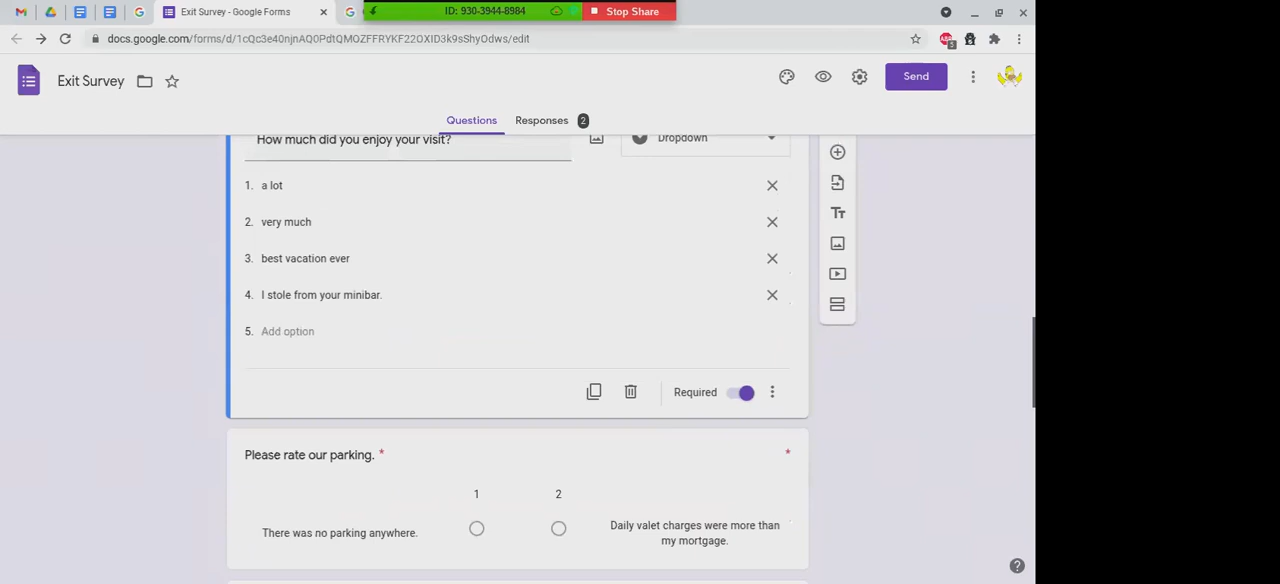 Exit Survey - Google Forms
ID: 930-3944-8984
Stop Share
docs.google.com/forms/d/1cQc3e40njnAQ0PdtQMOZFFRYKF22OXID3k9sShyOdws/edit
Exit Survey
Send
Questions
Responses 2
How much did you enjoy your visit?
Dropdown
1. a lot
2. very much
3. best vacation ever
4. I stole from your minibar.
5. Add option
Required
Please rate our parking. *
*
1 2
There was no parking anywhere.
Daily valet charges were more than
my mortgage.